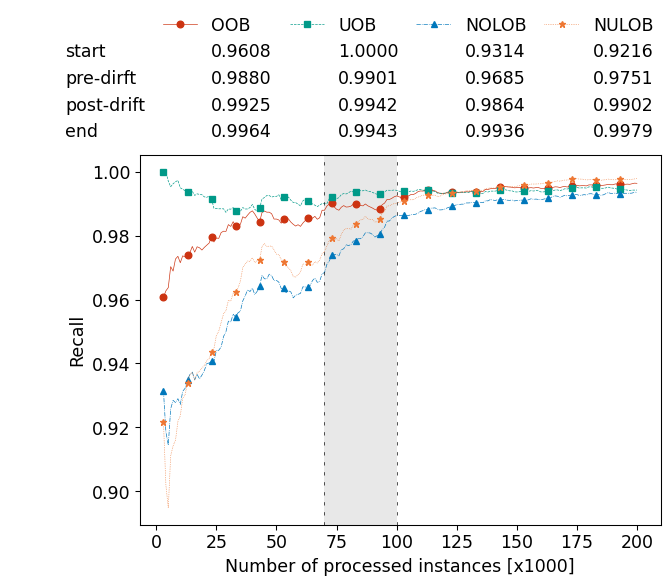 OOB UOB NOLOB NULOB
start 0.9608 1.0000 0.9314 0.9216
pre-dirft 0.9880 0.9901 0.9685 0.9751
post-drift 0.9925 0.9942 0.9864 0.9902
end 0.9964 0.9943 0.9936 0.9979
1.00
0.98
0.96
0.94
0.92
0.90
Recall
0 25 50 75 100 125 150 175 200
Number of processed instances [x1000]